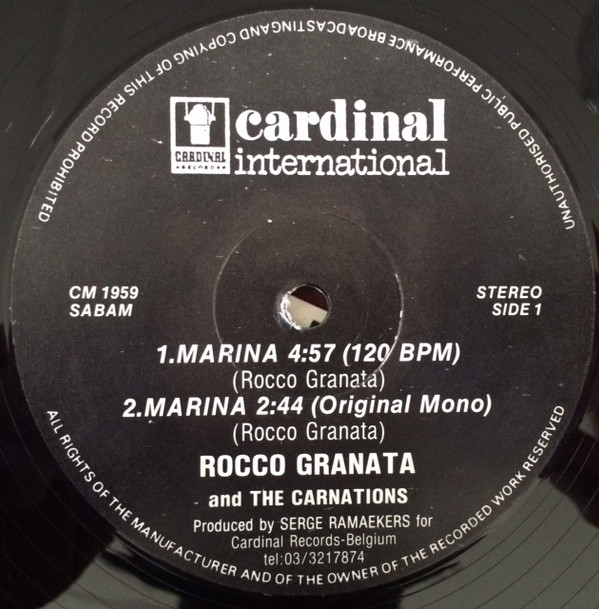 UNAUTHORISED PUBLIC PERFORMANCE BROADCASTING AND COPYING OF THIS RECORD PROHIBITED
CARDINAL
RECORDS
cardinal
international
CM 1959
SABAM
STEREO
SIDE 1
1.MARINA 4:57 (120 BPM)
(Rocco Granata)
2.MARINA 2:44 (Original Mono)
(Rocco Granata)
ROCCO GRANATA
and THE CARNATIONS
Produced by SERGE RAMAEKERS for
Cardinal Records-Belgium
tel:03/3217874
ALL RIGHTS OF THE MANUFACTURER AND OF THE OWNER OF THE RECORDED WORK RESERVED